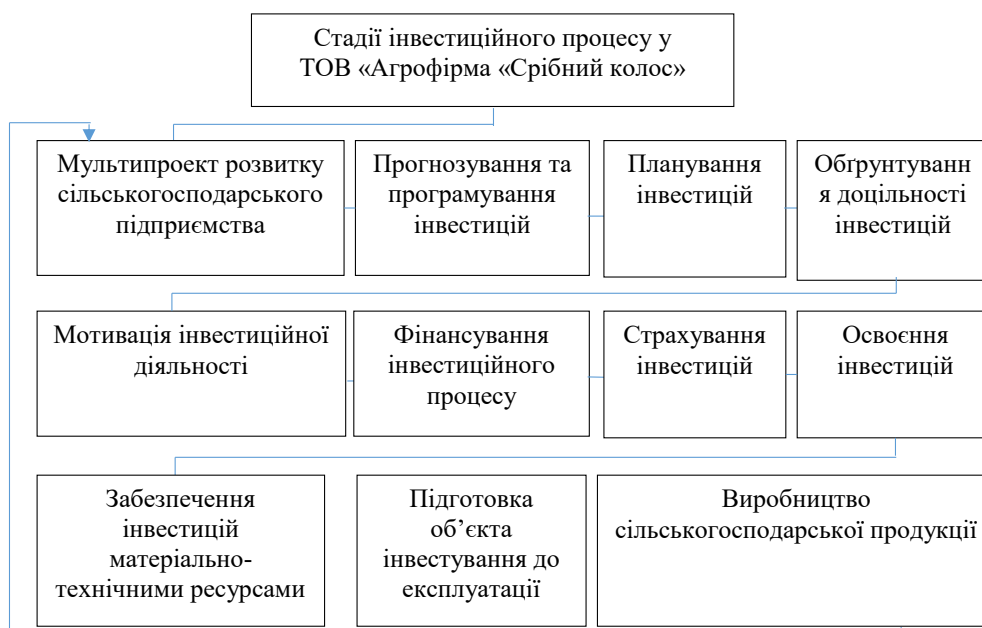 Стадії інвестиційного процесу у
ТОВ «Агрофірма «Срібний колос»
Мультипроект розвитку
сільськогосподарського
підприємства
Прогнозування та
програмування
інвестицій
Планування
інвестицій
Обґрунтуванн
я доцільності
інвестицій
Мотивація інвестиційної
діяльності
Фінансування
інвестиційного
процесу
Страхування
інвестицій
Освоєння
інвестицій
Забезпечення
інвестицій
матеріально-
технічними ресурсами
Підготовка
об’єкта
інвестування до
експлуатації
Виробництво
сільськогосподарської продукції